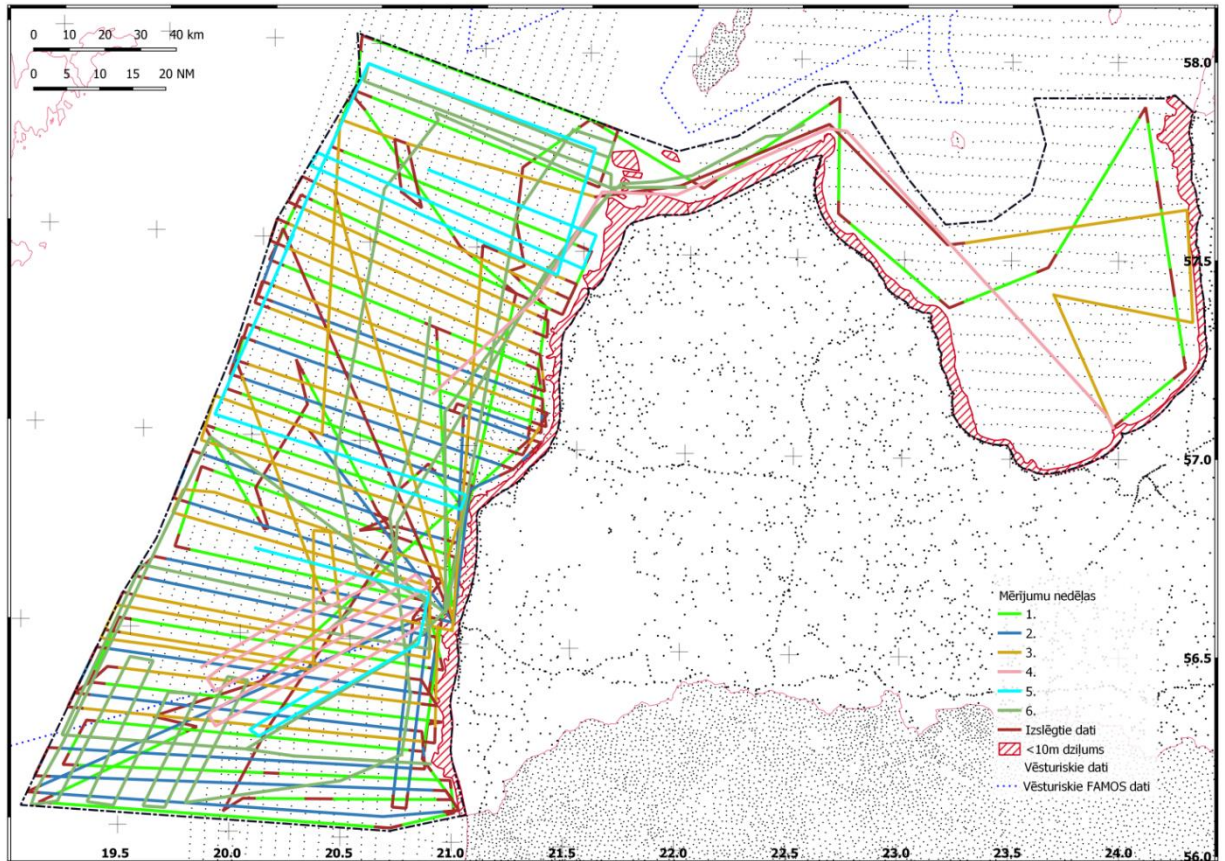 0 10 20 30 40 km
0 5 10 15 20 NM
58.0
57.5
57.0
56.5
56.0
Mērījumu nedēļas
1.
2.
3.
4.
5.
6.
Izslēgtie dati
<10m dziļums
Vēsturiskie dati
Vēsturiskie FAMOS dati
19.5 20.0 20.5 21.0 21.5 22.0 22.5 23.0 23.5 24.0